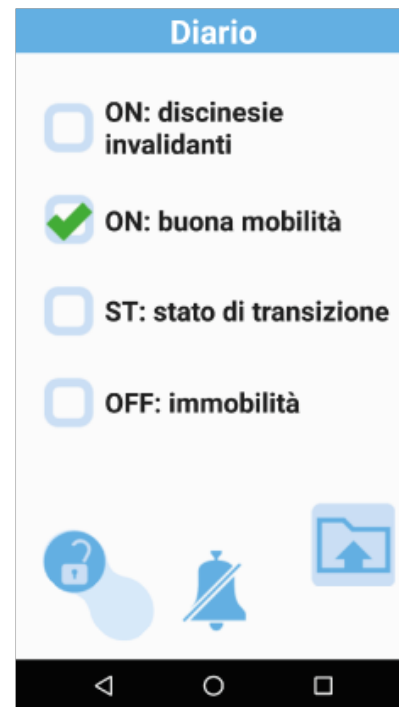 Diario
ON: discinesie
invalidanti
ON: buona mobilità
ST: stato di transizione
OFF: immobilità